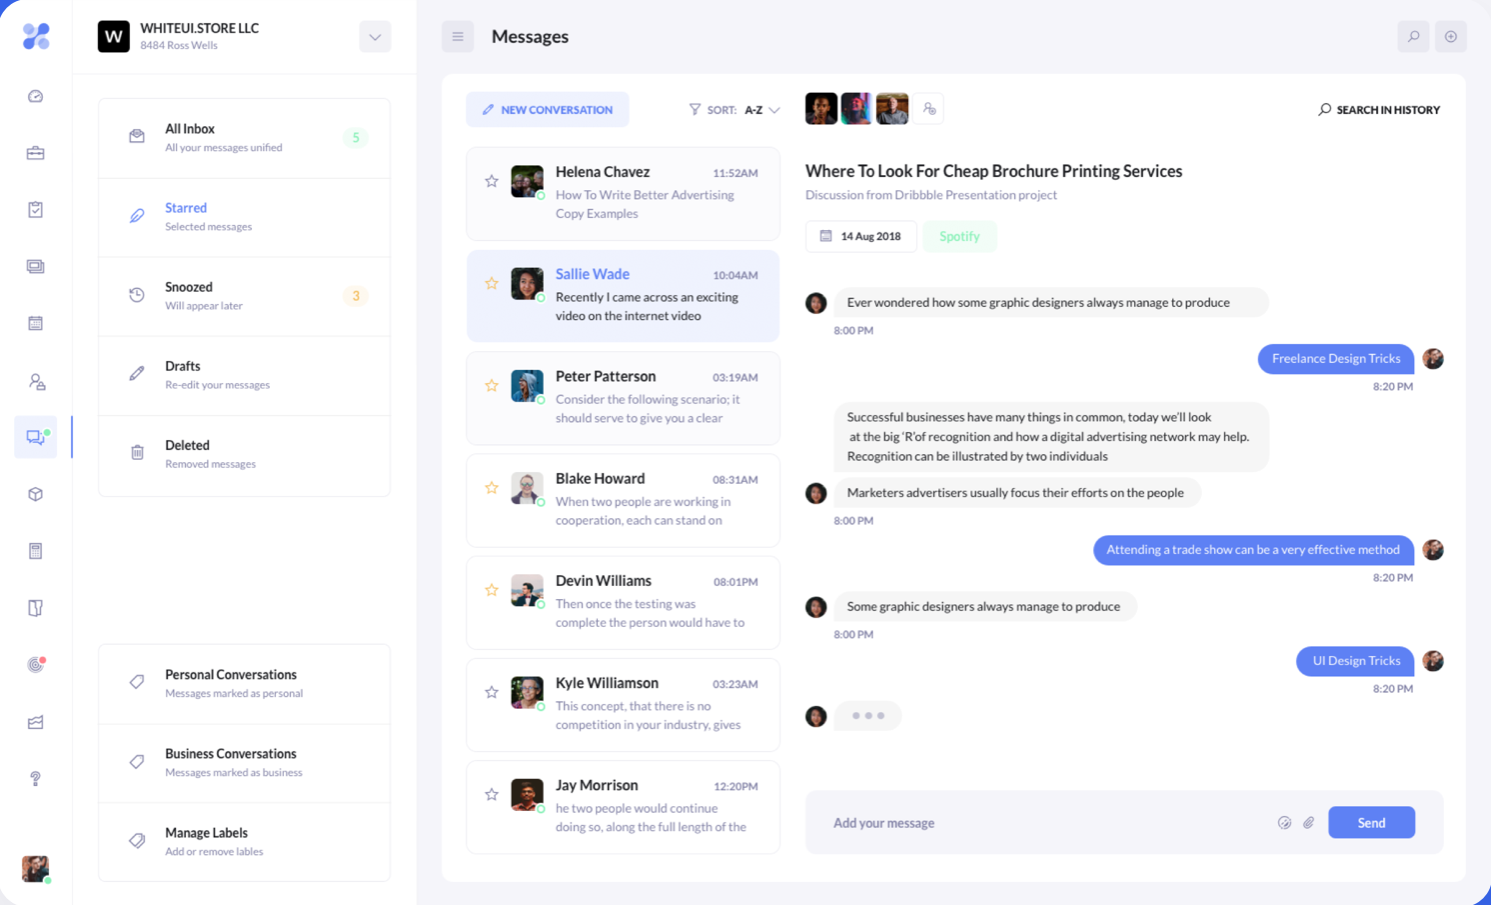 W
WHITEUI.STORE LLC
8484 Ross Wells
All Inbox
All your messages unified
5
Starred
Selected messages
Snoozed
Will appear later
3
Drafts
Re-edit your messages
Deleted
Removed messages
Personal Conversations
Messages marked as personal
Business Conversations
Messages marked as business
Manage Labels
Add or remove lables
Messages
NEW CONVERSATION
SORT: A-Z
Helena Chavez
11:52AM
How To Write Better Advertising
Copy Examples
Sallie Wade
10:04AM
Recently I came across an exciting
video on the internet video
Peter Patterson
03:19AM
Consider the following scenario; it
should serve to give you a clear
Blake Howard
08:31AM
When two people are working in
cooperation, each can stand on
Devin Williams
08:01PM
Then once the testing was
complete the person would have to
Kyle Williamson
03:23AM
This concept, that there is no
competition in your industry, gives
Jay Morrison
12:20PM
he two people would continue
doing so, along the full length of the
SEARCH IN HISTORY
Where To Look For Cheap Brochure Printing Services
Discussion from Dribbble Presentation project
14 Aug 2018
Spotify
Ever wondered how some graphic designers always manage to produce
8:00 PM
Freelance Design Tricks
8:20 PM
Successful businesses have many things in common, today we'll look
at the big 'R'of recognition and how a digital advertising network may help.
Recognition can be illustrated by two individuals
Marketers advertisers usually focus their efforts on the people
8:00 PM
Attending a trade show can be a very effective method
8:20 PM
Some graphic designers always manage to produce
8:00 PM
UI Design Tricks
8:20 PM
Add your message
Send